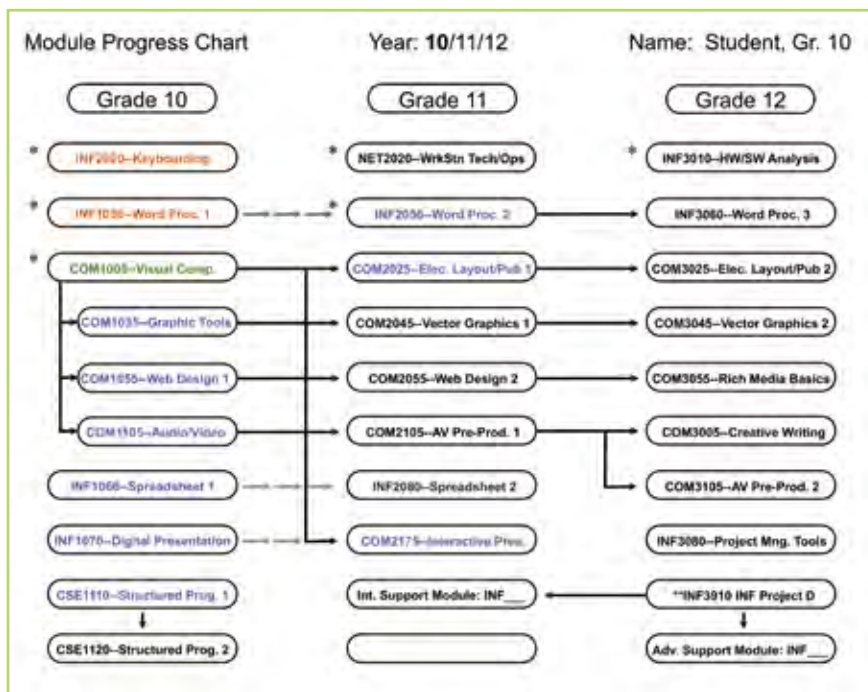 Module Progress Chart Year: 10/11/12 Name: Student, Gr. 10
Grade 10 Grade 11 Grade 12
* INF2020--Keyboarding * NET2020--WrkStn Tech/Ops * INF3010--HW/SW Analysis
* INF1030--Word Proc. 1 * INF2050--Word Proc. 2 INF3060--Word Proc. 3
* COM1005--Visual Comp. COM2025--Elec. Layout/Pub 1 COM3025--Elec. Layout/Pub 2
COM1035--Graphic Tools COM2045--Vector Graphics 1 COM3045--Vector Graphics 2
COM1055--Web Design 1 COM2055--Web Design 2 COM3055--Rich Media Basics
COM1105--Audio/Video COM2105--AV Pre-Prod. 1 COM3005--Creative Writing
INF1060--Spreadsheet 1 INF2080--Spreadsheet 2 COM3105--AV Pre-Prod. 2
INF1070--Digital Presentation COM2175--Interactive INF3080--Project Mng. Tools
CSE1110--Structured Prog. 1 Int. Support Module: INF___ **INF3910 INF Project D
CSE1120--Structured Prog. 2 Adv. Support Module: INF___